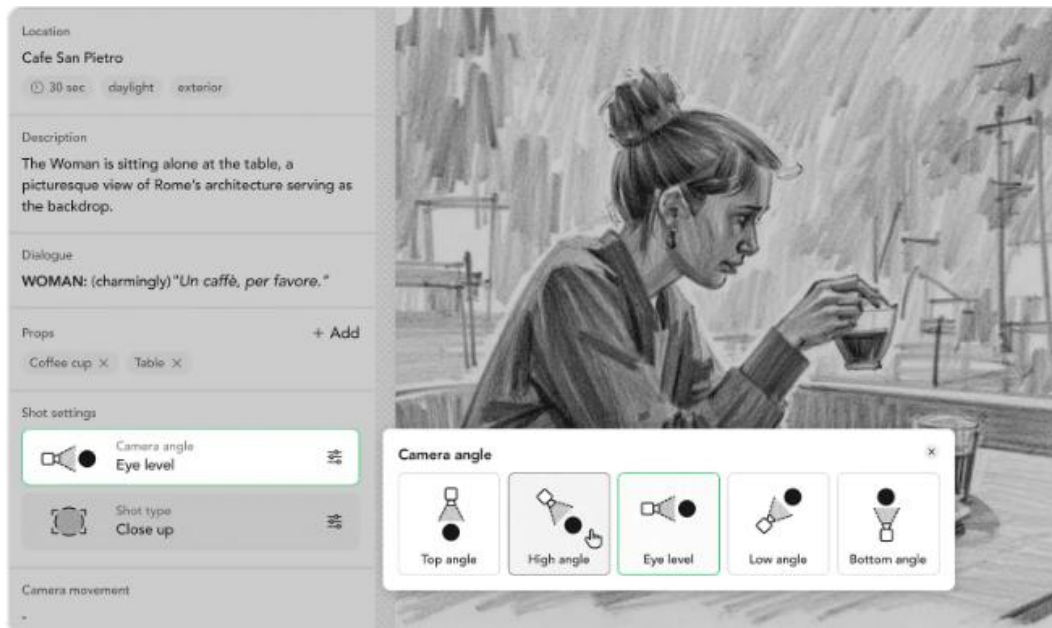 Location
Cafe San Pietro
30 sec daylight exterior
Description
The Woman is sitting alone at the table, a
picturesque view of Rome's architecture serving as
the backdrop.
Dialogue
WOMAN: (charmingly) "Un caffè, per favore."
Props + Add
Coffee cup × Table ×
Shot settings
Camera angle
Eye level
Shot type
Close up
Camera movement
-
Camera angle
Top angle High angle Eye level Low angle Bottom angle